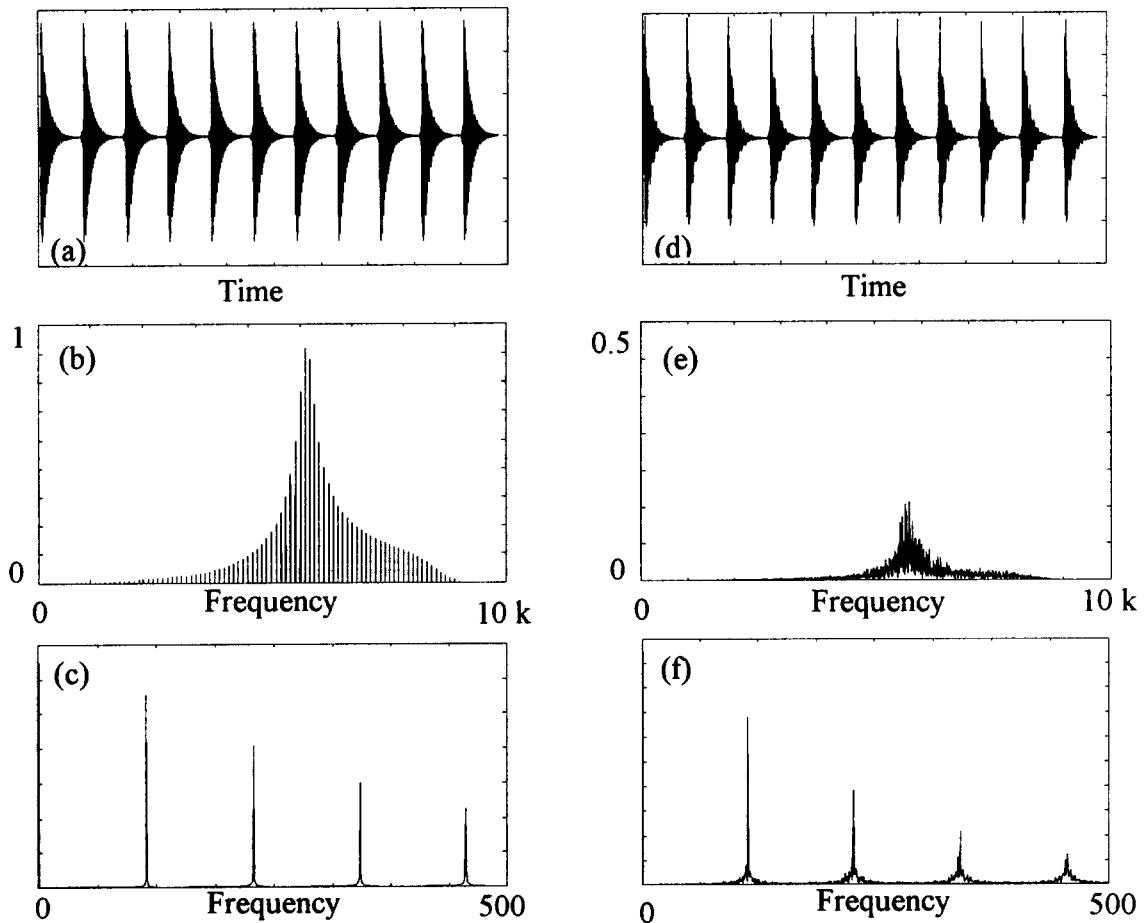 (a)
Time
(d)
Time
1
(b)
0
0
Frequency
10 k
0.5
(e)
0
0
Frequency
10 k
(c)
0
Frequency
500
(f)
0
Frequency
500